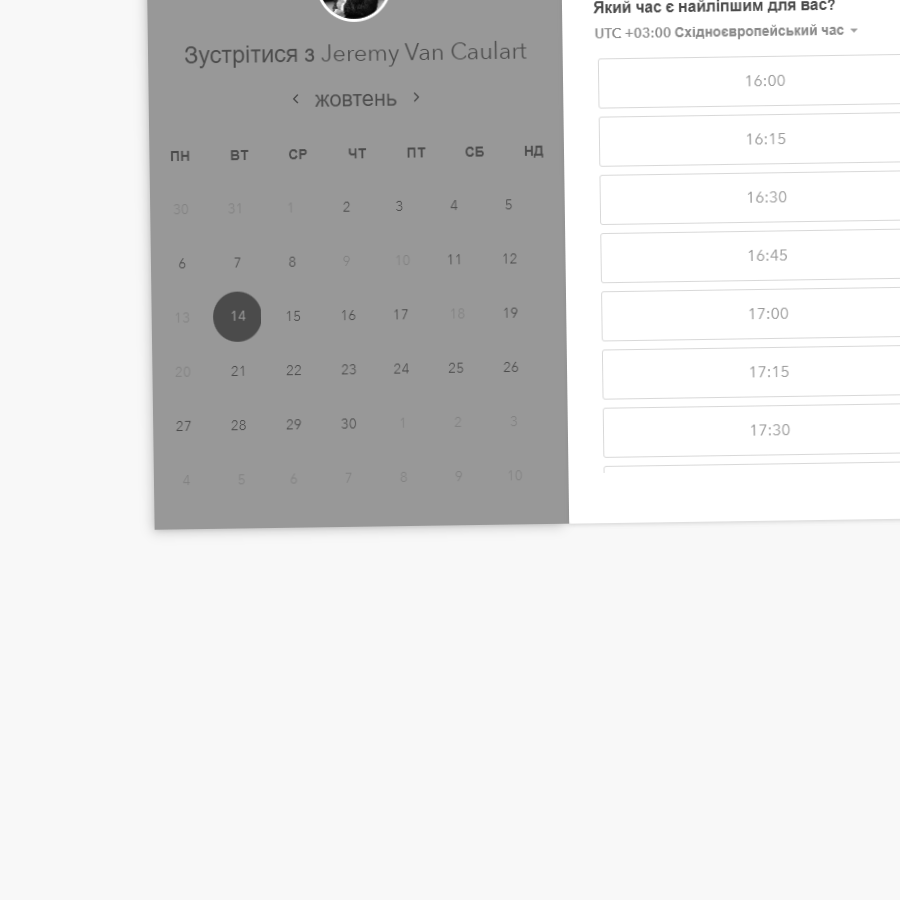 Зустрітися з Jeremy Van Caulart
< жовтень >
ПН ВТ СР ЧТ ПТ СБ НД
30 31 1 2 3 4 5
6 7 8 9 10 11 12
13 14 15 16 17 18 19
20 21 22 23 24 25 26
27 28 29 30 1 2 3
4 5 6 7 8 9 10
Який час є найліпшим для вас?
UTC +03:00 Східноєвропейський час
16:00
16:15
16:30
16:45
17:00
17:15
17:30